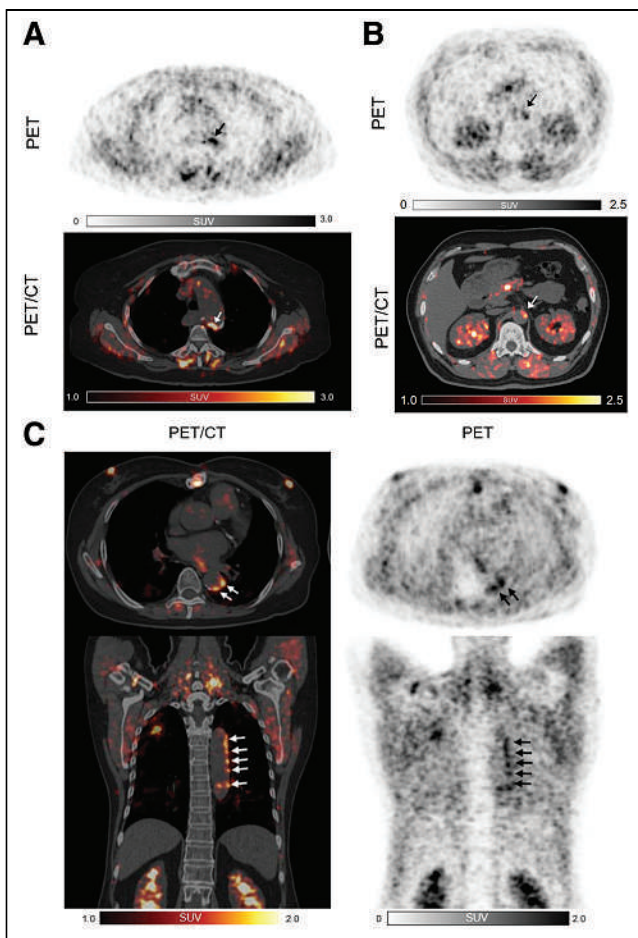 A
B
PET
PET
0 SUV 3.0
0 SUV 2.5
PET/CT
PET/CT
1.0 SUV 3.0
1.0 SUV 2.5
C
PET/CT
PET
1.0 SUV 2.0
0 SUV 2.0